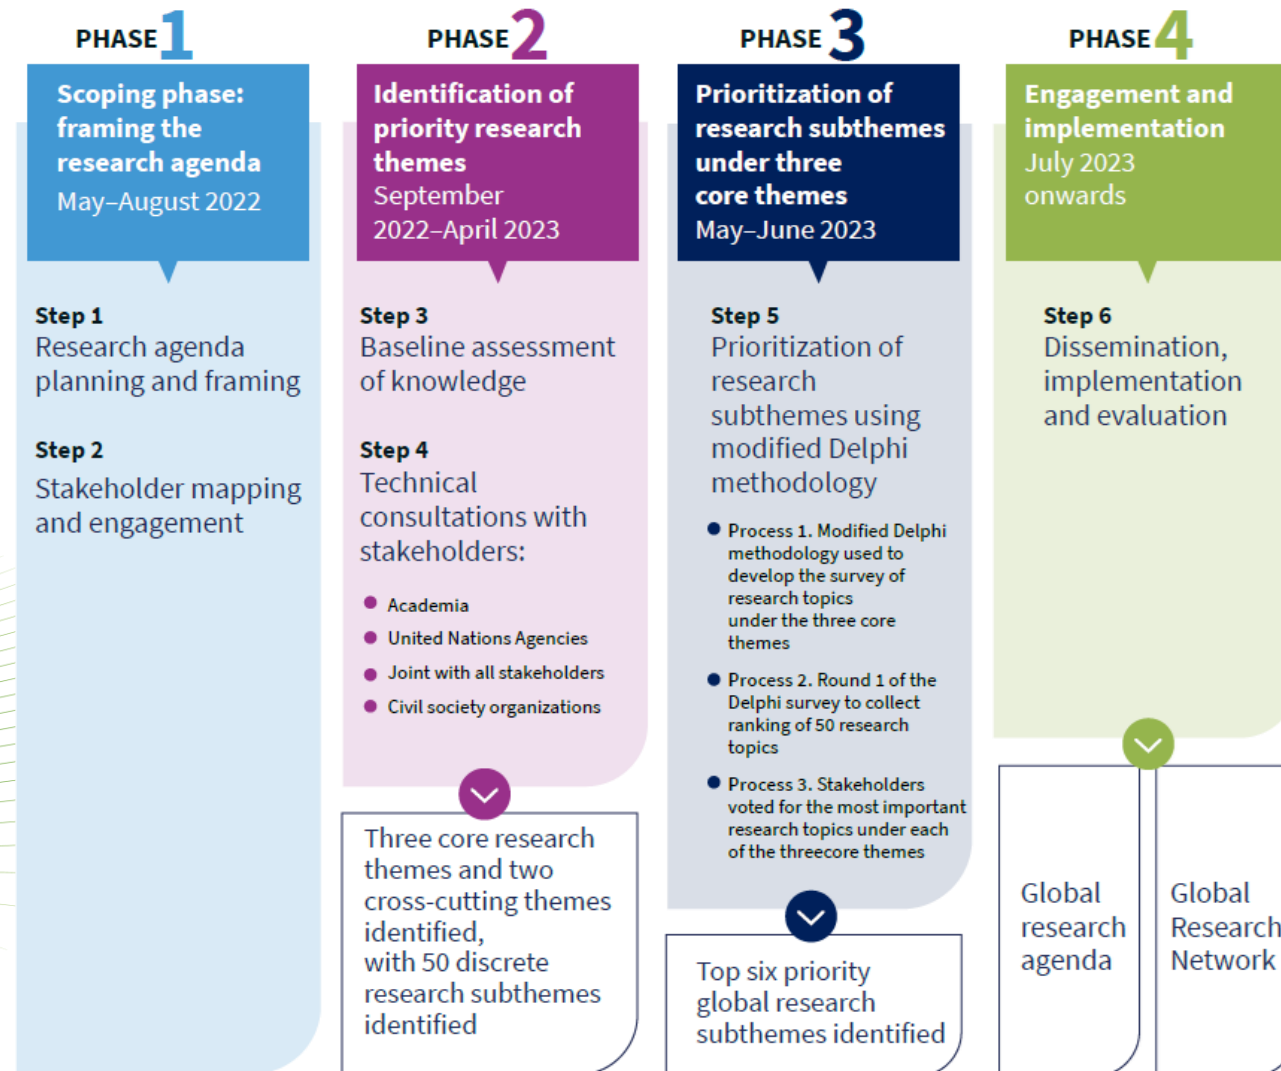 PHASE 1
Scoping phase:
framing the
research agenda
May–August 2022
Step 1
Research agenda
planning and framing
Step 2
Stakeholder mapping
and engagement
PHASE 2
Identification of
priority research
themes
September
2022–April 2023
Step 3
Baseline assessment
of knowledge
Step 4
Technical
consultations with
stakeholders:
Academia
United Nations Agencies
Joint with all stakeholders
Civil society organizations
Three core research
themes and two
cross-cutting themes
identified,
with 50 discrete
research subthemes
identified
PHASE 3
Prioritization of
research subthemes
under three
core themes
May–June 2023
Step 5
Prioritization of
research
subthemes using
modified Delphi
methodology
Process 1. Modified Delphi
methodology used to
develop the survey of
research topics
under the three core
themes
Process 2. Round 1 of the
Delphi survey to collect
ranking of 50 research
topics
Process 3. Stakeholders
voted for the most important
research topics under each
of the threecore themes
Top six priority
global research
subthemes identified
PHASE 4
Engagement and
implementation
July 2023
onwards
Step 6
Dissemination,
implementation
and evaluation
Global
research
agenda
Global
Research
Network